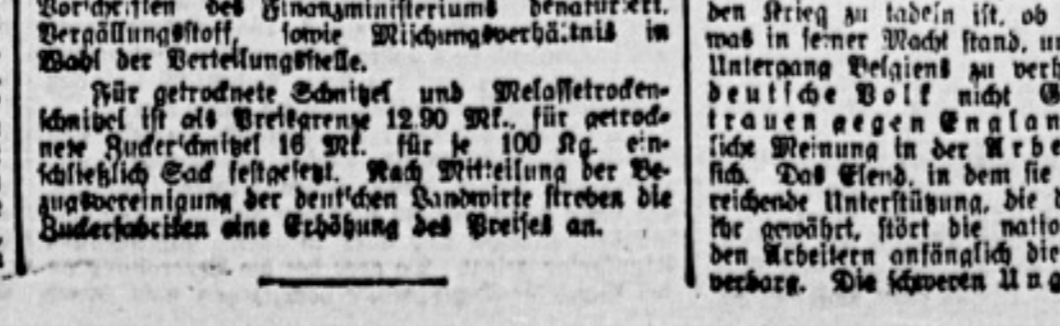 Vorschriften des Finanzministeriums denaturiert.
Vergällungsstoff, sowie Mischungsverhältnis in
Wahl der Verteilungsstelle.
Für getrocknete Schnitzel und Melassetrocken-
schnitzel ist als Preisgrenze 12.90 Mk., für getrock-
nete Zuckerschnitzel 16 Mk. für je 100 Kg. ein-
schließlich Sack festgesetzt. Nach Mitteilung der Be-
zugsvereinigung der deutschen Landwirte streben die
Zuckerfabriken eine Erhöhung des Preises an.
den Krieg zu tadeln ist, ob
was in seiner Macht stand,
Untergang Belgiens zu
deutsche Volk nicht
trauen gegen
liche Meinung in der
sich. Das Elend, in dem sie
reichende Unterstützung, die
ihr gewährt, stört die
den Arbeitern anfänglich die
verbarg. Die schweren